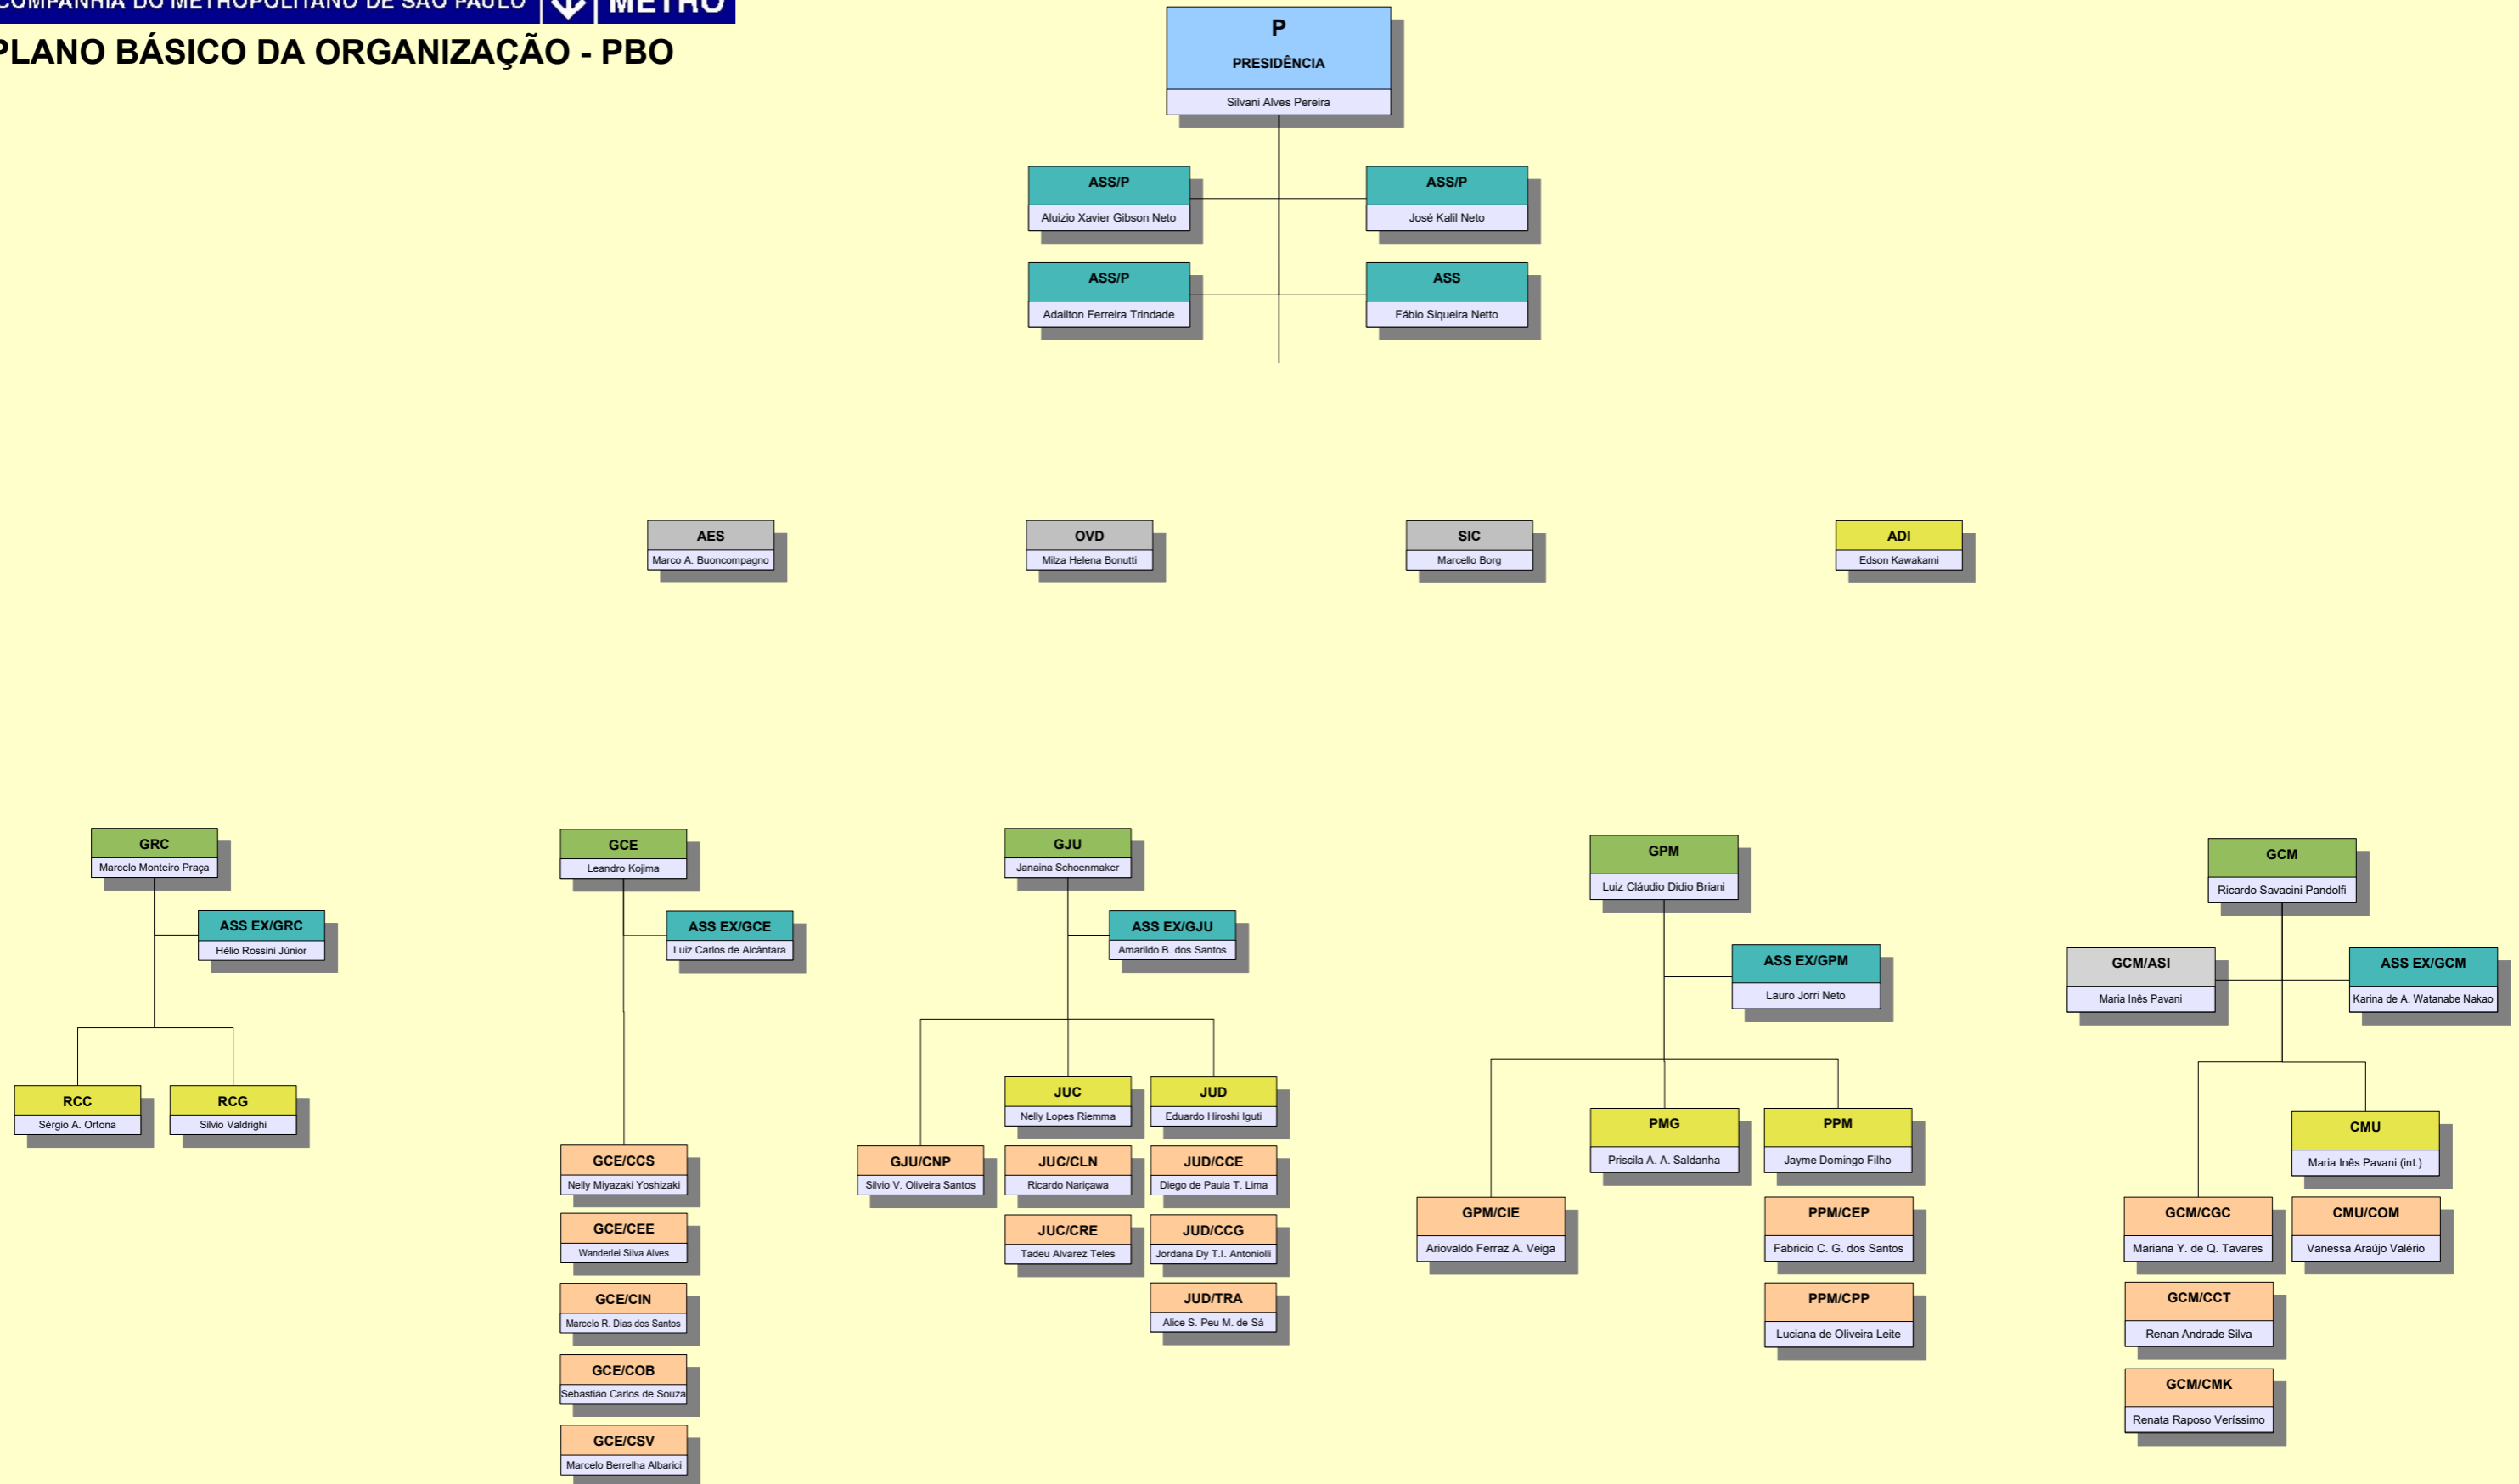 COMPANHIA DO METROPOLITANO DE SÃO PAULO METRÔ
PLANO BÁSICO DA ORGANIZAÇÃO - PBO
P
PRESIDÊNCIA
Silvani Alves Pereira
ASS/P
Aluizio Xavier Gibson Neto
ASS/P
José Kalil Neto
ASS/P
Adailton Ferreira Trindade
ASS
Fábio Siqueira Netto
AES
Marco A. Buoncompagno
OVD
Milza Helena Bonutti
SIC
Marcello Borg
ADI
Edson Kawakami
GRC
Marcelo Monteiro Praça
ASS EX/GRC
Hélio Rossini Júnior
RCC
Sérgio A. Ortona
RCG
Silvio Valdrighi
GCE
Leandro Kojima
ASS EX/GCE
Luiz Carlos de Alcântara
GCE/CCS
Nelly Miyazaki Yoshizaki
GCE/CEE
Wanderlei Silva Alves
GCE/CIN
Marcelo R. Dias dos Santos
GCE/COB
Sebastião Carlos de Souza
GCE/CSV
Marcelo Berrelha Albarici
GJU
Janaina Schoenmaker
ASS EX/GJU
Amarildo B. dos Santos
GJU/CNP
Silvio V. Oliveira Santos
JUC
Nelly Lopes Riemma
JUC/CLN
Ricardo Nariçawa
JUC/CRE
Tadeu Alvarez Teles
JUD
Eduardo Hiroshi Iguti
JUD/CCE
Diego de Paula T. Lima
JUD/CCG
Jordana Dy T.I. Antoniolli
JUD/TRA
Alice S. Peu M. de Sá
GPM
Luiz Cláudio Didio Briani
ASS EX/GPM
Lauro Jorri Neto
GPM/CIE
Ariovaldo Ferraz A. Veiga
PMG
Priscila A. A. Saldanha
PPM
Jayme Domingo Filho
PPM/CEP
Fabricio C. G. dos Santos
PPM/CPP
Luciana de Oliveira Leite
GCM
Ricardo Savacini Pandolfi
GCM/ASI
Maria Inês Pavani
ASS EX/GCM
Karina de A. Watanabe Nakao
GCM/CGC
Mariana Y. de Q. Tavares
GCM/CCT
Renan Andrade Silva
GCM/CMK
Renata Raposo Veríssimo
CMU
Maria Inês Pavani (int.)
CMU/COM
Vanessa Araújo Valério